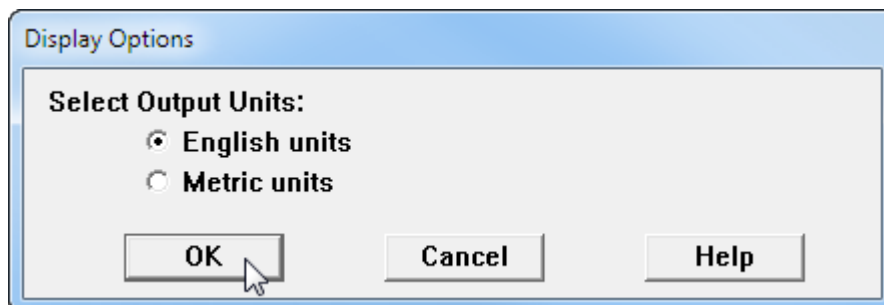 Display Options
Select Output Units:
English units
Metric units
OK Cancel Help